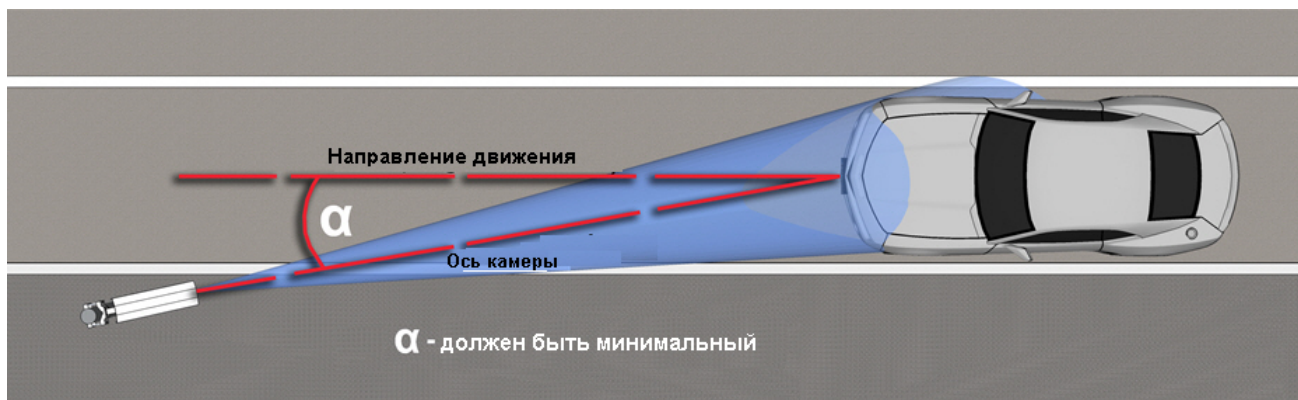 Направление движения
α
Ось камеры
α - должен быть минимальный